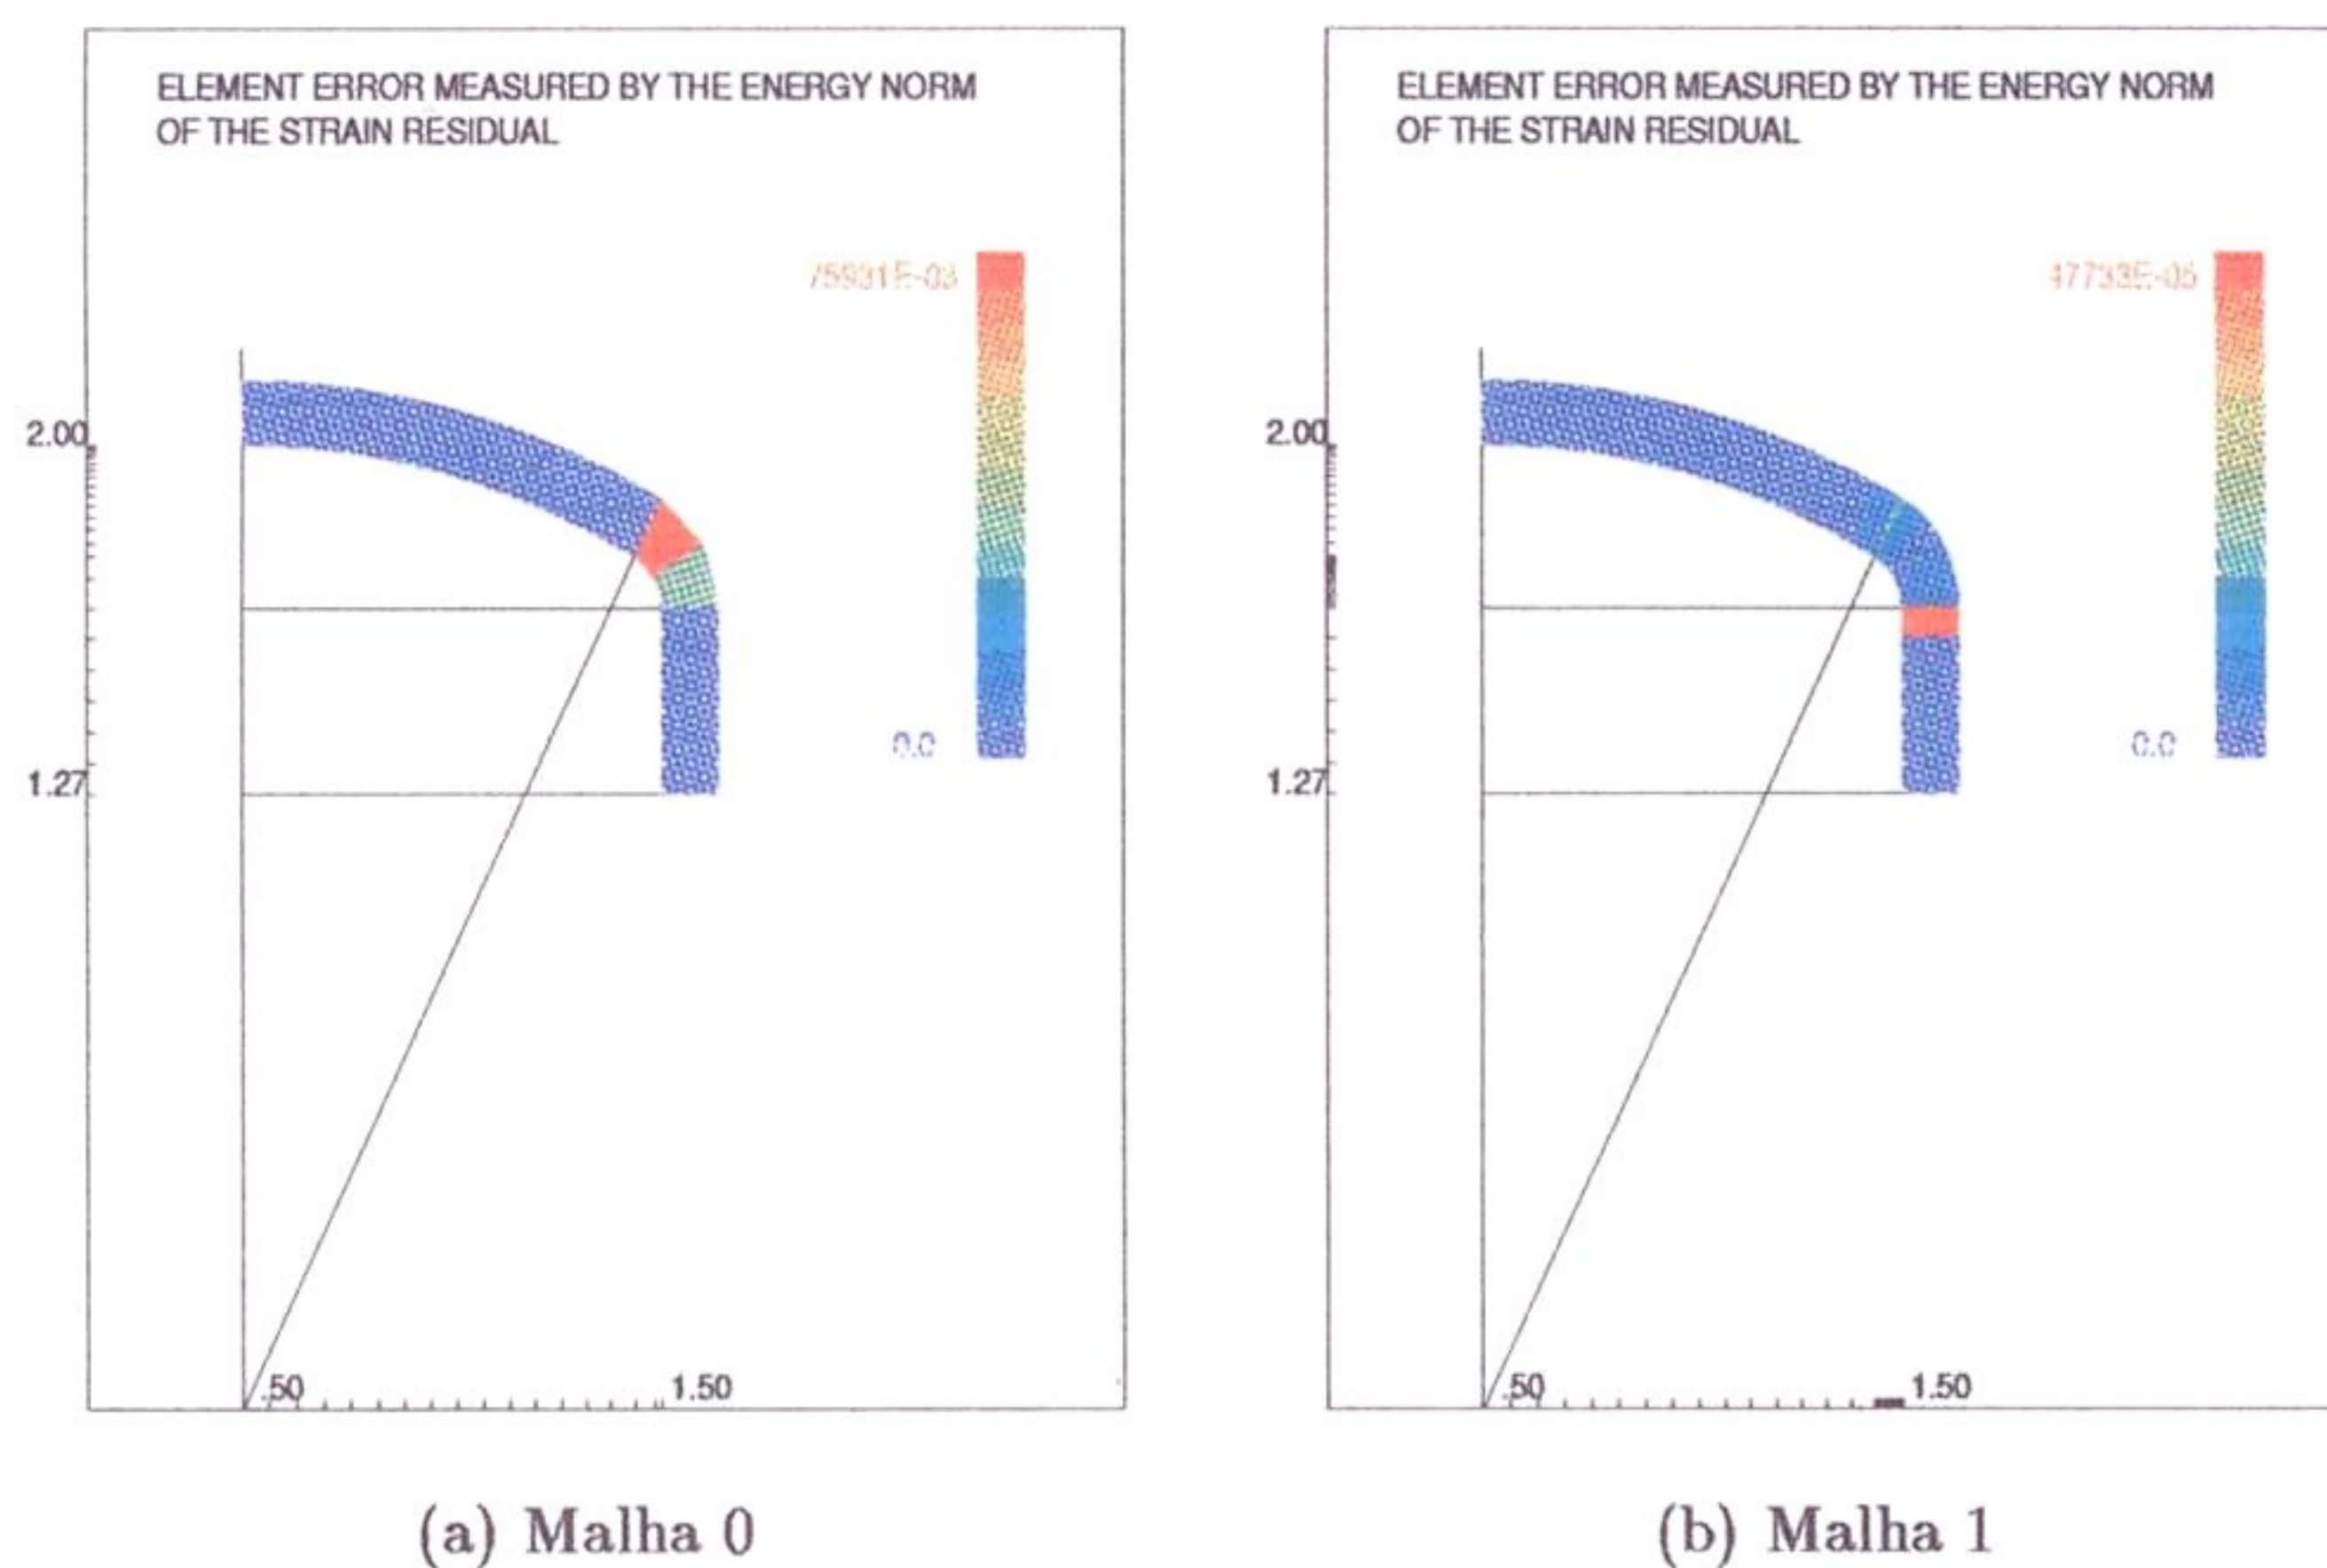 ELEMENT ERROR MEASURED BY THE ENERGY NORM
OF THE STRAIN RESIDUAL
0.0
2.00
1.27
.50
1.50
(a) Malha 0
ELEMENT ERROR MEASURED BY THE ENERGY NORM
OF THE STRAIN RESIDUAL
0.0
2.00
1.27
.50
1.50
(b) Malha 1